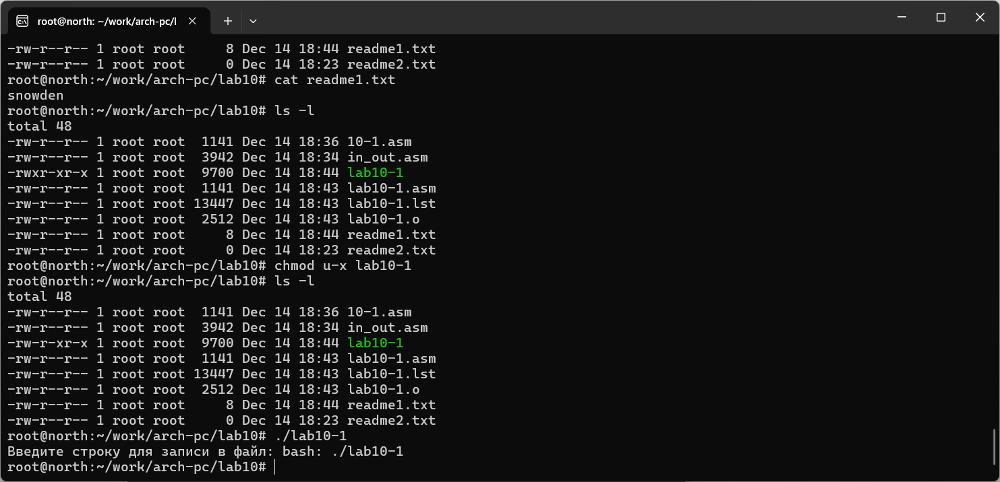 root@north: ~/work/arch-pc/l
-rw-r--r-- 1 root root     8 Dec 14 18:44 readme1.txt
-rw-r--r-- 1 root root     0 Dec 14 18:23 readme2.txt
root@north:~/work/arch-pc/lab10# cat readme1.txt
snowden
root@north:~/work/arch-pc/lab10# ls -l
total 48
-rw-r--r-- 1 root root  1141 Dec 14 18:36 10-1.asm
-rw-r--r-- 1 root root  3942 Dec 14 18:34 in_out.asm
-rwxr-xr-x 1 root root  9700 Dec 14 18:44 lab10-1
-rw-r--r-- 1 root root  1141 Dec 14 18:43 lab10-1.asm
-rw-r--r-- 1 root root 13447 Dec 14 18:43 lab10-1.lst
-rw-r--r-- 1 root root  2512 Dec 14 18:43 lab10-1.o
-rw-r--r-- 1 root root     8 Dec 14 18:44 readme1.txt
-rw-r--r-- 1 root root     0 Dec 14 18:23 readme2.txt
root@north:~/work/arch-pc/lab10# chmod u-x lab10-1
root@north:~/work/arch-pc/lab10# ls -l
total 48
-rw-r--r-- 1 root root  1141 Dec 14 18:36 10-1.asm
-rw-r--r-- 1 root root  3942 Dec 14 18:34 in_out.asm
-rw-r-xr-x 1 root root  9700 Dec 14 18:44 lab10-1
-rw-r--r-- 1 root root  1141 Dec 14 18:43 lab10-1.asm
-rw-r--r-- 1 root root 13447 Dec 14 18:43 lab10-1.lst
-rw-r--r-- 1 root root  2512 Dec 14 18:43 lab10-1.o
-rw-r--r-- 1 root root     8 Dec 14 18:44 readme1.txt
-rw-r--r-- 1 root root     0 Dec 14 18:23 readme2.txt
root@north:~/work/arch-pc/lab10# ./lab10-1
Введите строку для записи в файл: bash: ./lab10-1
root@north:~/work/arch-pc/lab10#